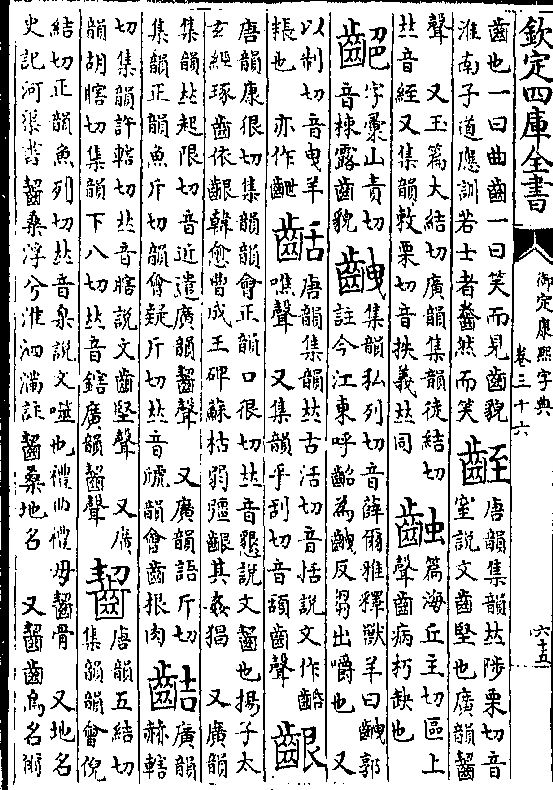 欽定四庫全書
御定康熙字典
卷三十六
六十五
齒也一曰曲齒一曰笑而見齒貌
淮南子道應訓若士者齤然而笑
䶡
唐韻集韻𠀤陟栗切音
窒說文齒堅也廣韻齧
聲　又玉篇大結切廣韻集韻徒結切
𠀤音絰又集韻敕栗切音抶義𠀤同
篇海丘主切區上
聲齒病朽缺也
字彙山責切
音棟露齒貌
齥
集韻私列切音薛爾雅釋獸羊曰齥郭
註今江東呼齝為齥反芻出嚼也　又
以制切音曳羊
粻也　亦作齛
𪗽
唐韻集韻𠀤古活切音括說文作𪘹
噍聲　又集韻乎刮切音頢齒聲
齦
唐韻康很切集韻韻會正韻口很切𠀤音懇說文齧也揚子太
玄經琢齒依齦韓愈曹成王碑蘇枯弱彊齦其姦猖　又廣韻
集韻𠀤起限切音近遣廣韻齧聲　又廣韻語斤切
集韻正韻魚斤切韻會疑斤切𠀤音虓韻會齒根肉
𪘂
廣韻
赫轄
切集韻許轄切𠀤音瞎說文齒堅聲　又廣
韻胡瞎切集韻下八切𠀤音鎋廣韻齧聲
齧
唐韻五結切
集韻韻會倪
結切正韻魚列切𠀤音臬說文噬也禮曲禮毋齧骨　又地名
史記河渠書齧桑浮兮淮泗滿註齧桑地名　又齧齒鳥名爾